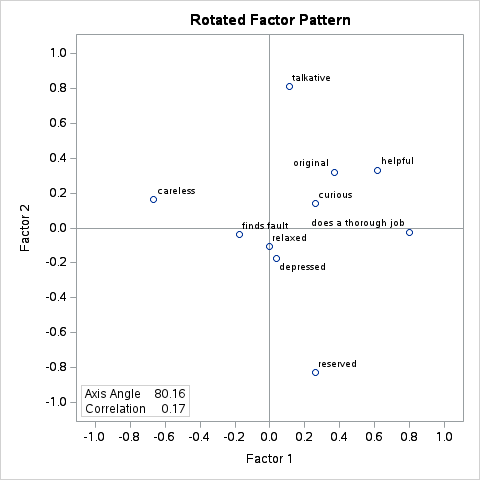 Rotated Factor Pattern
1.0
talkative
0.8
0.6
0.4
original
helpful
careless
0.2
curious
Factor 2
finds fault
does a thorough job
0.0
relaxed
depressed
-0.2
-0.4
-0.6
reserved
-0.8
Axis Angle 80.16
Correlation 0.17
-1.0
-1.0 -0.8 -0.6 -0.4 -0.2 0.0 0.2 0.4 0.6 0.8 1.0
Factor 1